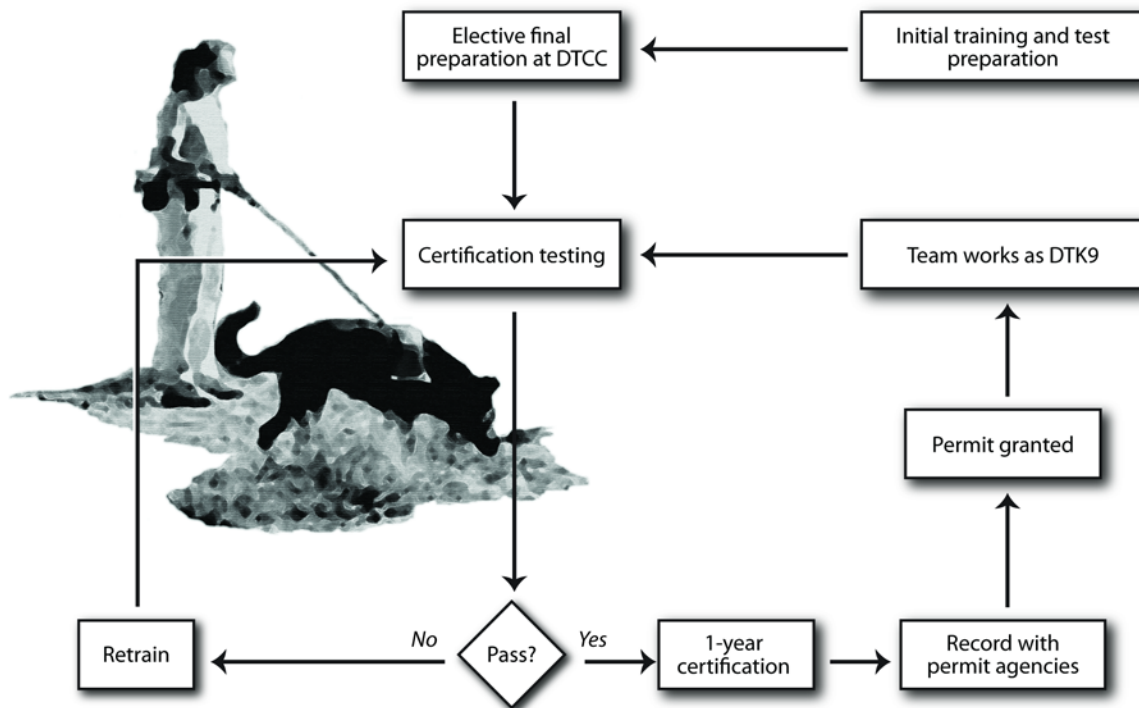 Elective final
preparation at DTCC
Initial training and test
preparation
Certification testing
Team works as DTK9
Permit granted
Retrain
No
Pass?
Yes
1-year
certification
Record with
permit agencies